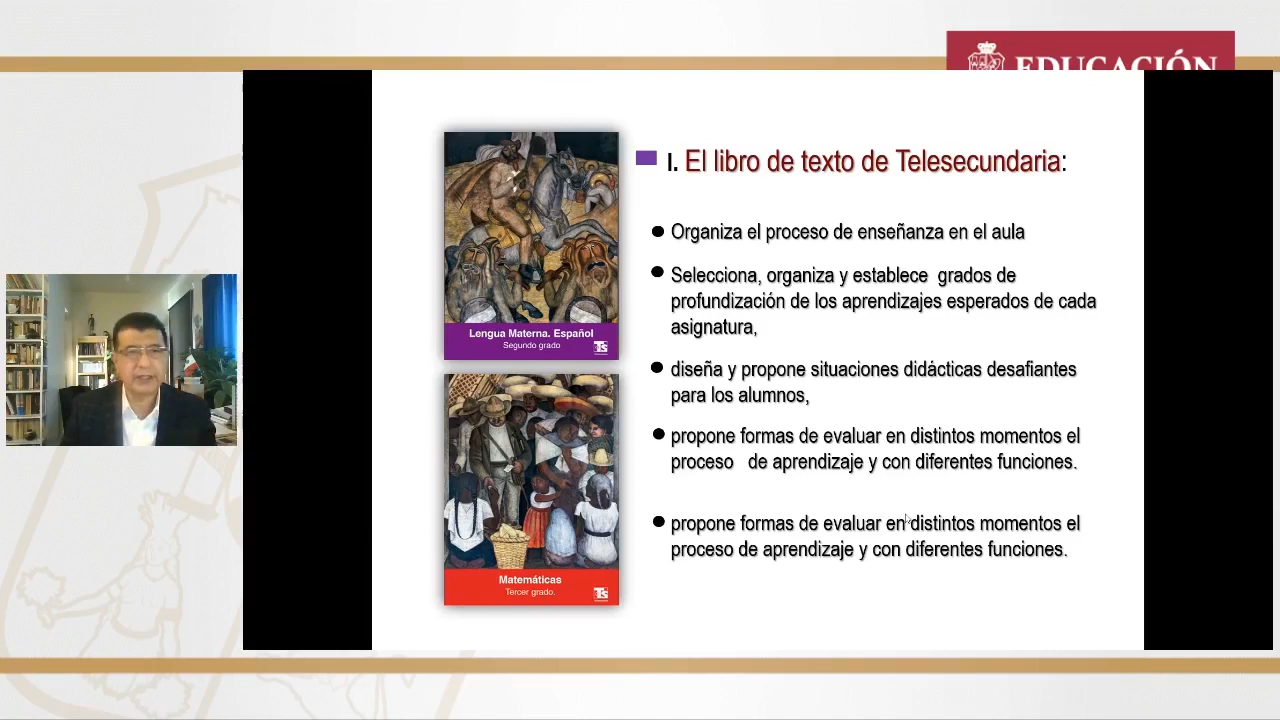 EDUCACIÓN
I. El libro de texto de Telesecundaria:
Organiza el proceso de enseñanza en el aula
Selecciona, organiza y establece grados de
profundización de los aprendizajes esperados de cada
asignatura,
diseña y propone situaciones didácticas desafiantes
para los alumnos,
propone formas de evaluar en distintos momentos el
proceso de aprendizaje y con diferentes funciones.
propone formas de evaluar en distintos momentos el
proceso de aprendizaje y con diferentes funciones.
Lengua Materna. Español
Segundo grado
Ts
Matemáticas
Tercer grado.
Ts